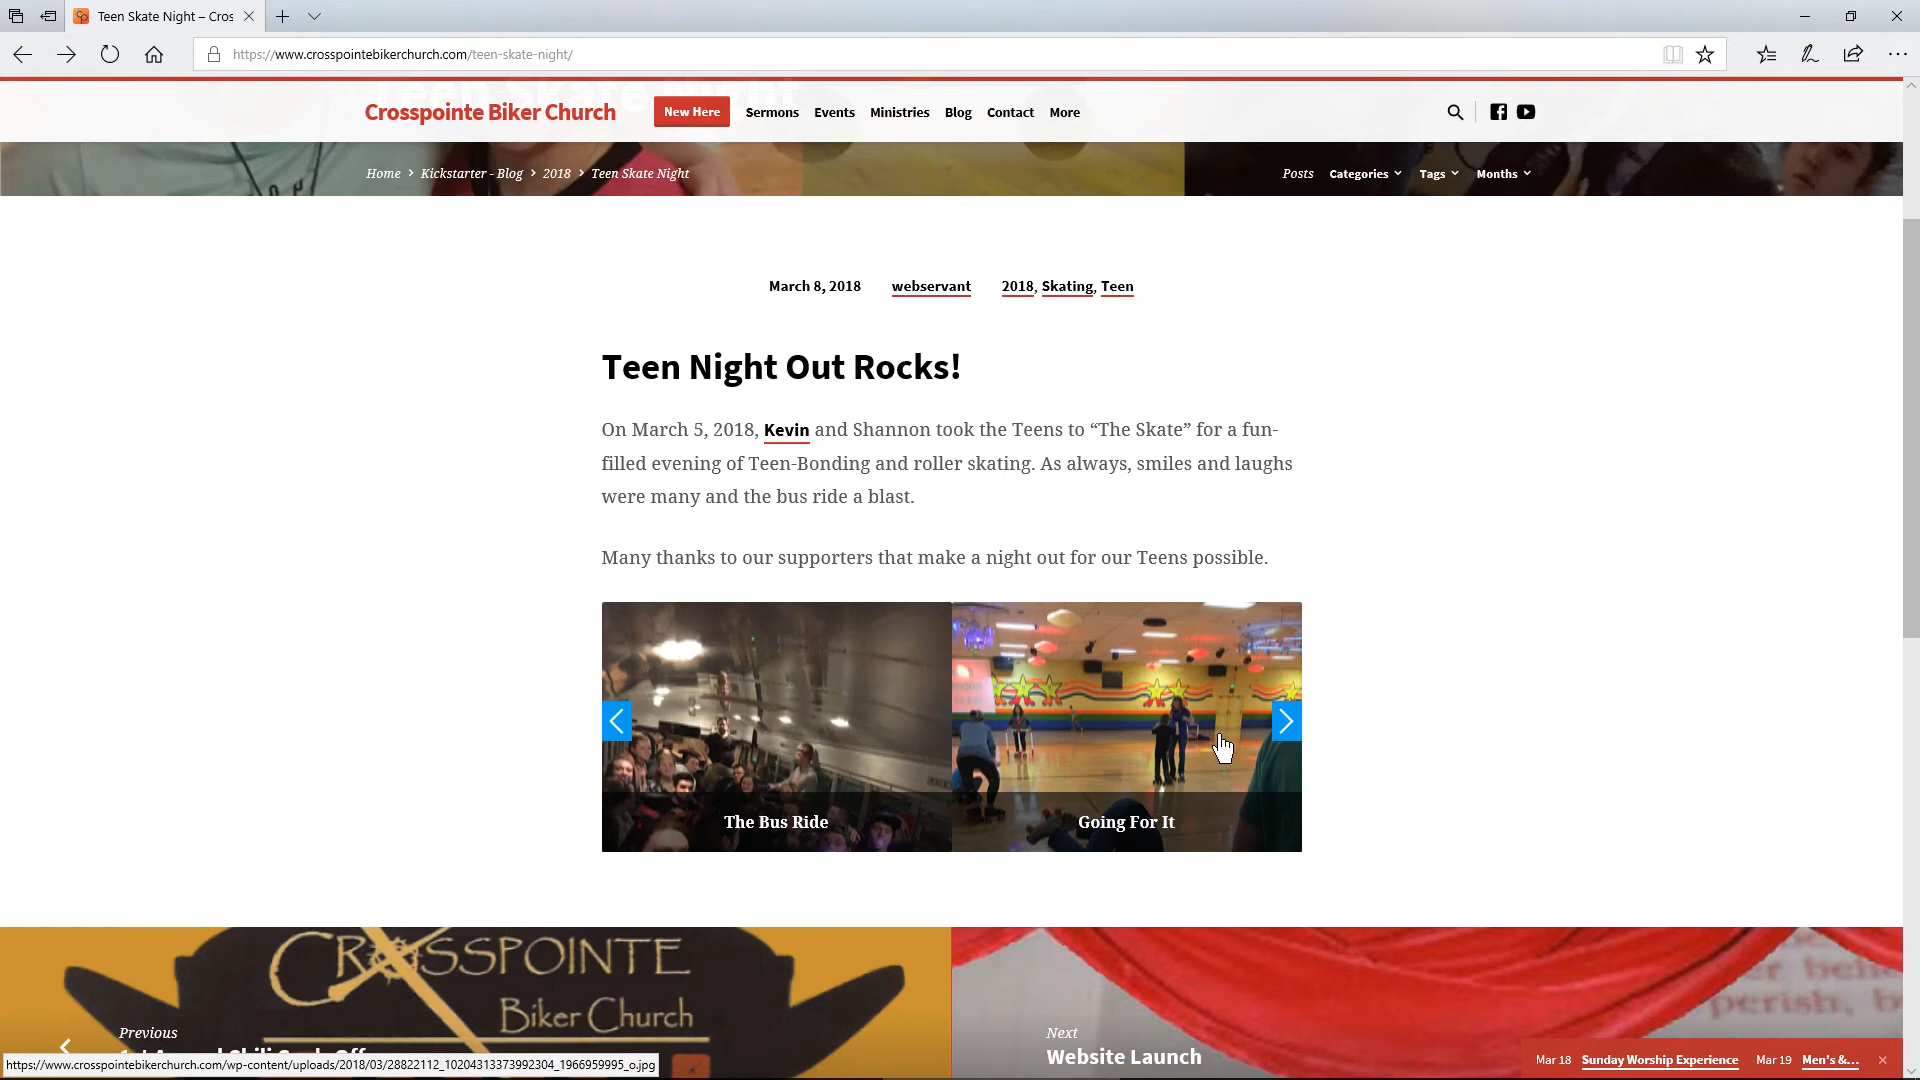 Teen Skate Night – Cros
https://www.crosspointebikerchurch.com/teen-skate-night/
Crosspointe Biker Church
New Here
Sermons
Events
Ministries
Blog
Contact
More
Home > Kickstarter - Blog > 2018 > Teen Skate Night
Posts
Categories
Tags
Months
March 8, 2018
webservant
2018, Skating, Teen
Teen Night Out Rocks!
On March 5, 2018, Kevin and Shannon took the Teens to “The Skate” for a fun-
filled evening of Teen-Bonding and roller skating. As always, smiles and laughs
were many and the bus ride a blast.
Many thanks to our supporters that make a night out for our Teens possible.
The Bus Ride
Going For It
CROSSPOINTE
Biker Church
Previous
Next
Website Launch
perish, b
https://www.crosspointebikerchurch.com/wp-content/uploads/2018/03/28822112_10204313373992304_1966959995_o.jpg
Mar 18 Sunday Worship Experience
Mar 19 Men’s &...